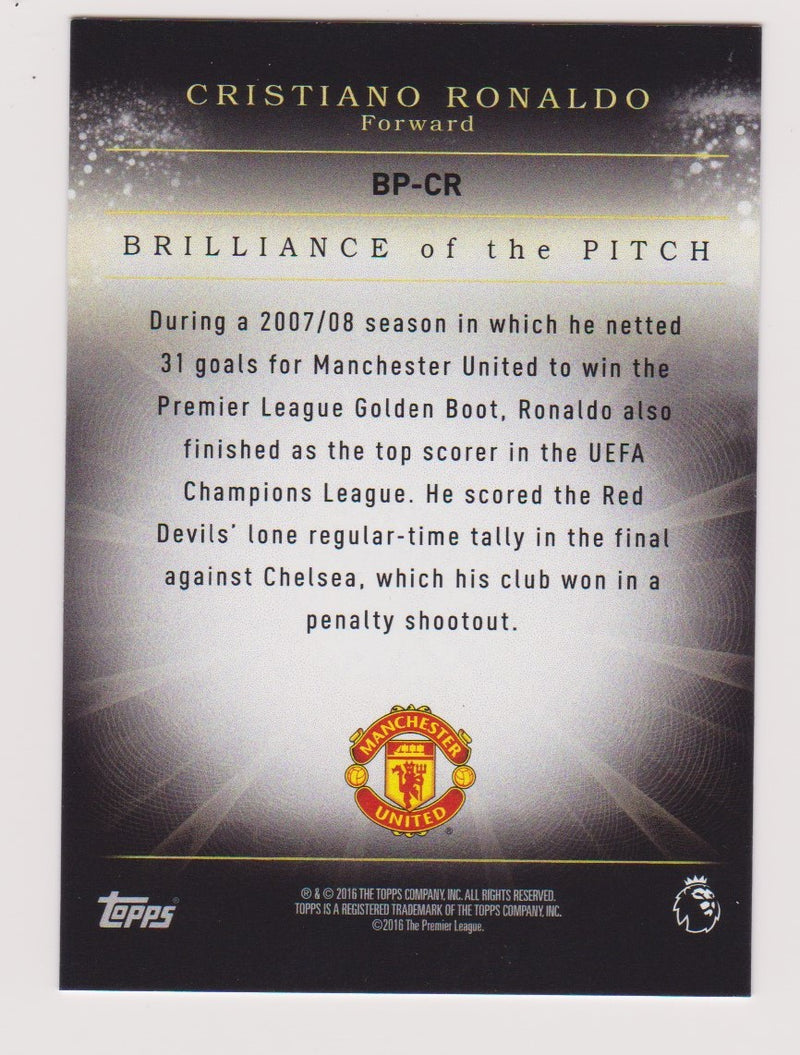 CRISTIANO RONALDO
Forward
BP-CR
BRILLIANCE of the PITCH
During a 2007/08 season in which he netted
31 goals for Manchester United to win the
Premier League Golden Boot, Ronaldo also
finished as the top scorer in the UEFA
Champions League. He scored the Red
Devils' lone regular-time tally in the final
against Chelsea, which his club won in a
penalty shootout.
MANCHESTER
UNITED
®
topps®
® & © 2016 THE TOPPS COMPANY, INC. ALL RIGHTS RESERVED.
TOPPS IS A REGISTERED TRADEMARK OF THE TOPPS COMPANY, INC.
©2016 The Premier League.